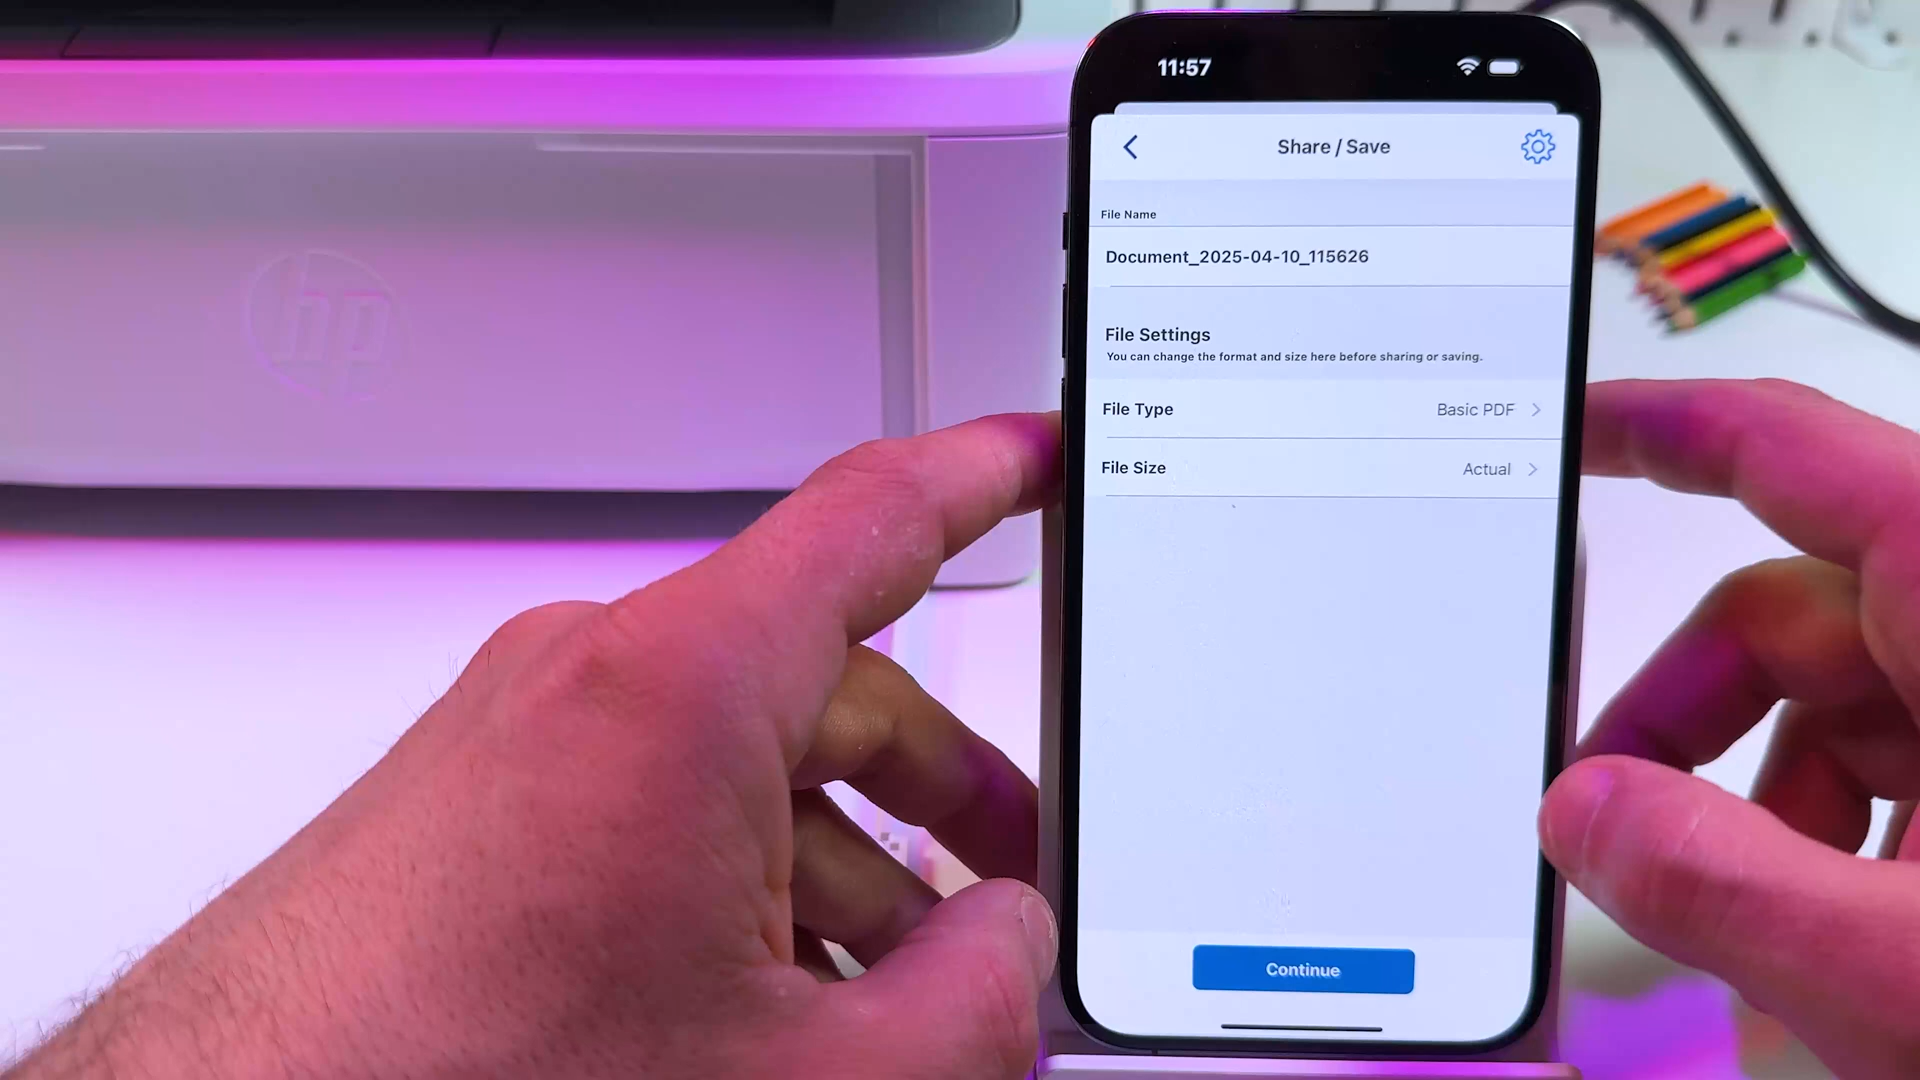 11:57
Share / Save
File Name
Document_2025-04-10_115626
File Settings
You can change the format and size here before sharing or saving.
File Type Basic PDF
File Size Actual
Continue
hp